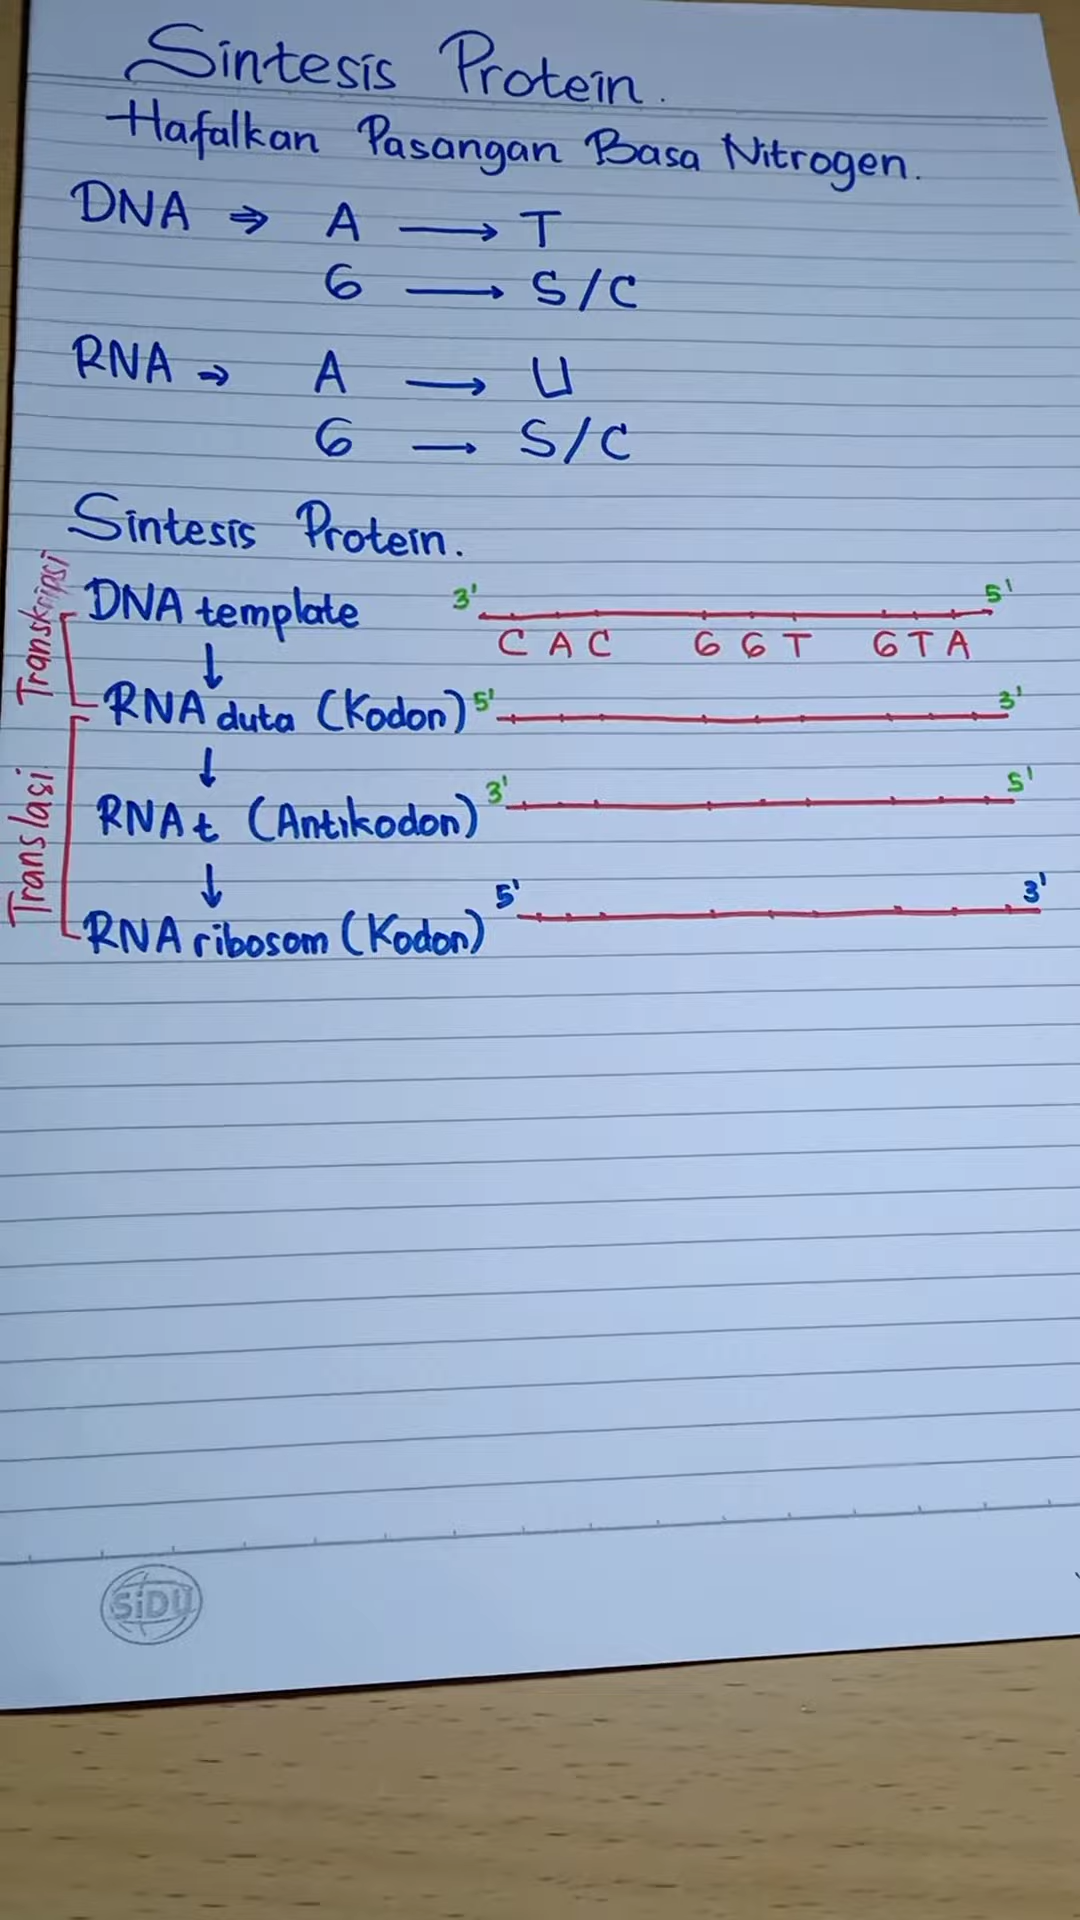 Sintesis Protein.
Hafalkan Pasangan Basa Nitrogen.
DNA ⇒ A → T
G → S/C
RNA ⇒ A → U
G → S/C
Sintesis Protein.
Transkripsi
DNA template 3' 5'
C A C G G T G T A
↓
RNA duta (Kodon) 5' 3'
↓
Translasi
RNA t (Antikodon) 3' 5'
↓
RNA ribosom (Kodon) 5' 3'
SiDU